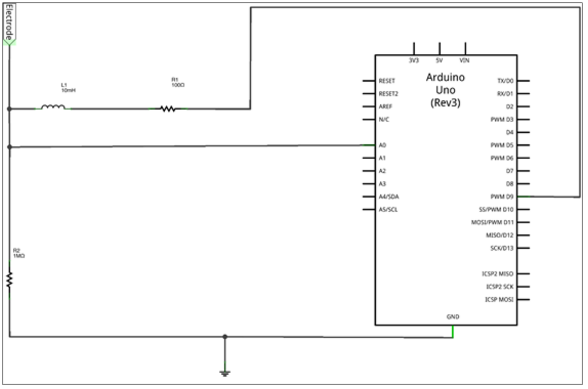 Electrode
L1
10mH
R1
100Ω
R2
1MΩ
3V3
5V
VIN
Arduino
Uno
(Rev3)
RESET
RESET2
AREF
N/C
A0
A1
A2
A3
A4/SDA
A5/SCL
TX/D0
RX/D1
D2
PWM D3
D4
PWM D5
PWM D6
D7
D8
PWM D9
SS/PWM D10
MOSI/PWM D11
MISO/D12
SCK/D13
ICSP2 MISO
ICSP2 SCK
ICSP MOSI
GND